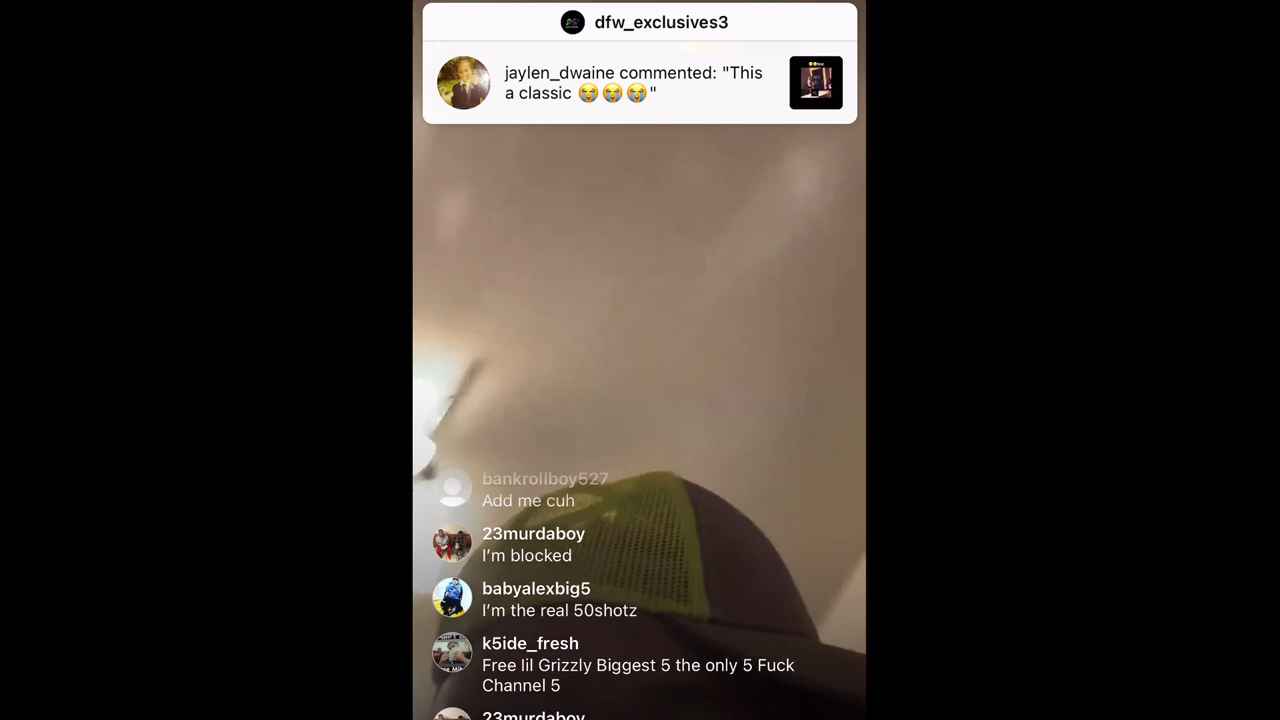 dfw_exclusives3
jaylen_dwaine commented: "This
a classic 😭😭😭"
bankrollboy527
Add me cuh
23murdaboy
I'm blocked
babyalexbig5
I'm the real 50shotz
k5ide_fresh
Free lil Grizzly Biggest 5 the only 5 Fuck
Channel 5
23murdaboy